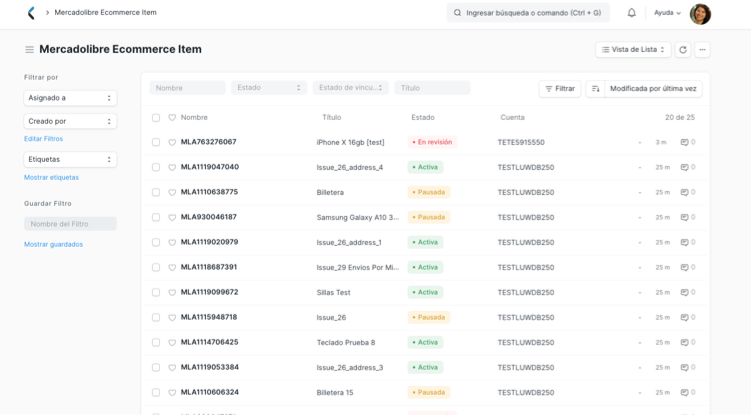 Mercadolibre Ecommerce Item
Ingresar búsqueda o comando (Ctrl + G)
Ayuda
Mercadolibre Ecommerce Item
Vista de Lista
Filtrar por
Asignado a
Creado por
Editar Filtros
Etiquetas
Mostrar etiquetas
Guardar Filtro
Nombre del Filtro
Mostrar guardados
Nombre Estado Estado de vincu... Título Filtrar Modificada por última vez
Nombre Título Estado Cuenta 20 de 25
MLA763276067 iPhone X 16gb [test] En revisión TETE5915550 - 3 m 0
MLA1119047040 Issue_26_address_4 Activa TESTLUWDB250 - 25 m 0
MLA1110638775 Billetera Pausada TESTLUWDB250 - 25 m 0
MLA930046187 Samsung Galaxy A10 3... Pausada TESTLUWDB250 - 25 m 0
MLA1119020979 Issue_26_address_1 Activa TESTLUWDB250 - 25 m 0
MLA1118687391 Issue_29 Envios Por Mi... Activa TESTLUWDB250 - 25 m 0
MLA1119099672 Sillas Test Activa TESTLUWDB250 - 25 m 0
MLA1115948718 Issue_26 Pausada TESTLUWDB250 - 25 m 0
MLA1114706425 Teclado Prueba 8 Activa TESTLUWDB250 - 25 m 0
MLA1119053384 Issue_26_address_3 Activa TESTLUWDB250 - 25 m 0
MLA1110606324 Billetera 15 Pausada TESTLUWDB250 - 25 m 0